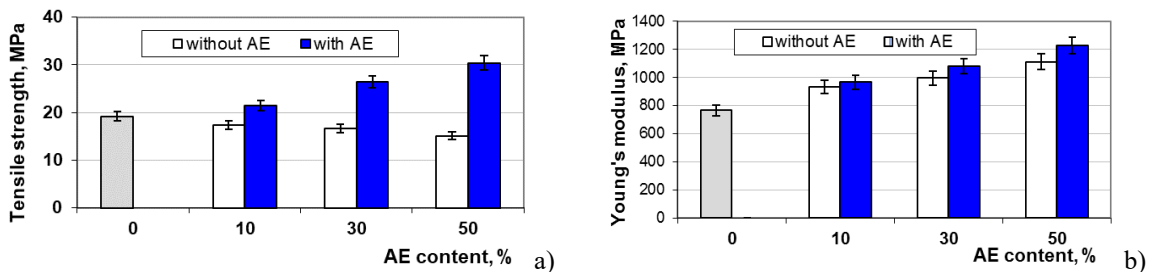 Tensile strength, MPa
40
30
20
10
0
without AE with AE
0 10 30 50
AE content, % a)
Young's modulus, MPa
1400
1200
1000
800
600
400
200
0
without AE with AE
0 10 30 50
AE content, % b)